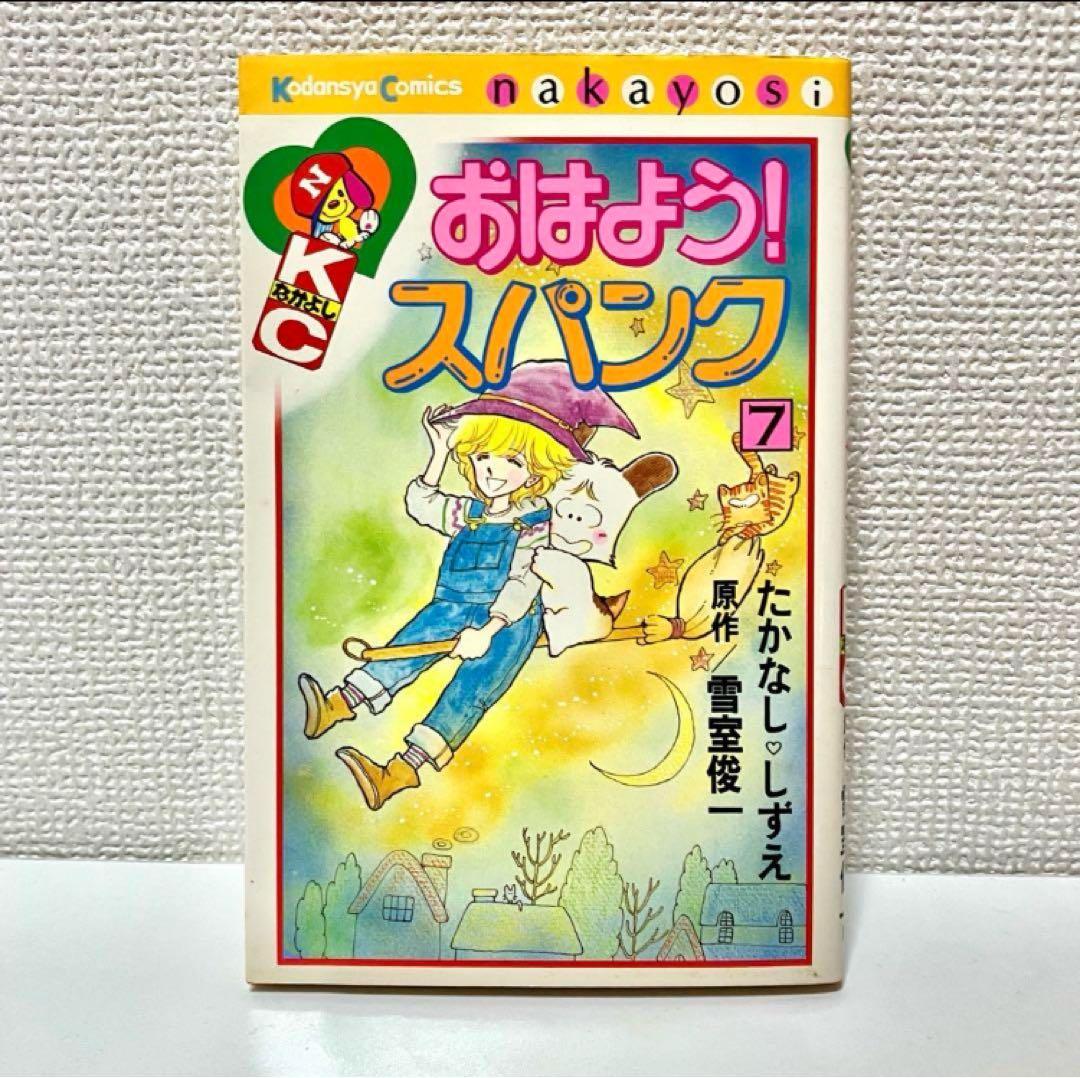 Kodansya Comics nakayosi
N
K
なかよし
C
おはよう!
スパンク
7
たかなし♡しずえ
原作 雪室俊一